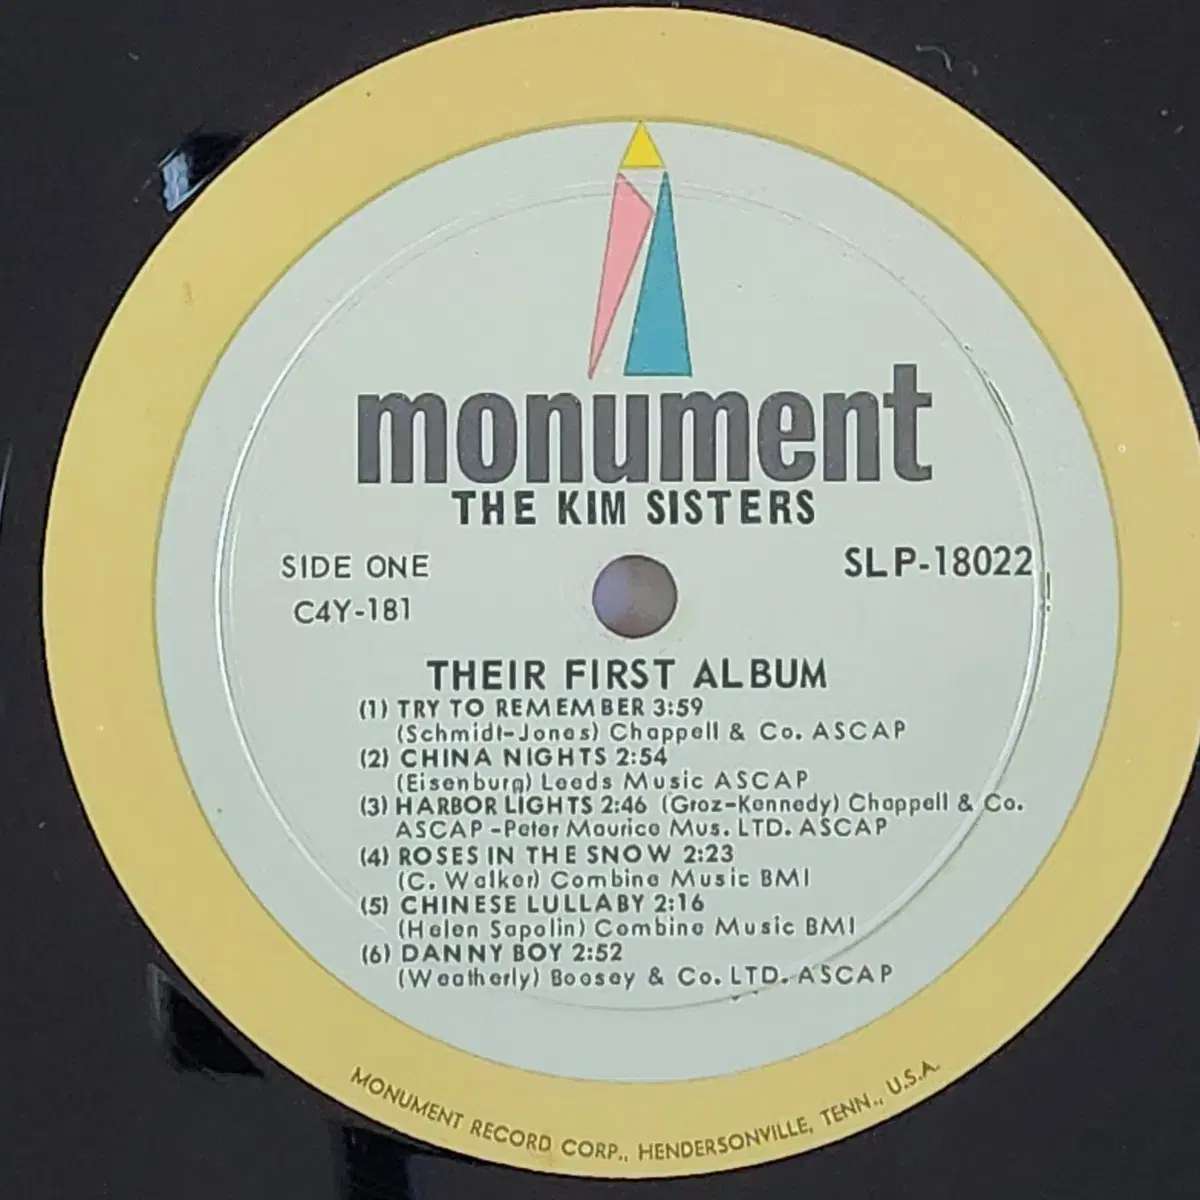 monument
THE KIM SISTERS
SIDE ONE
SLP-18022
C4Y-181
THEIR FIRST ALBUM
(1) TRY TO REMEMBER 3:59
(Schmidt-Jones) Chappell & Co. ASCAP
(2) CHINA NIGHTS 2:54
(Eisenburg) Leeds Music ASCAP
(3) HARBOR LIGHTS 2:46 (Groz-Kennedy) Chappell & Co.
ASCAP-Peter Maurice Mus. LTD. ASCAP
(4) ROSES IN THE SNOW 2:23
(C. Walker) Combine Music BMI
(5) CHINESE LULLABY 2:16
(Helen Sapolin) Combine Music BMI
(6) DANNY BOY 2:52
(Weatherly) Boosey & Co. LTD. ASCAP
MONUMENT RECORD CORP., HENDERSONVILLE, TENN., U.S.A.